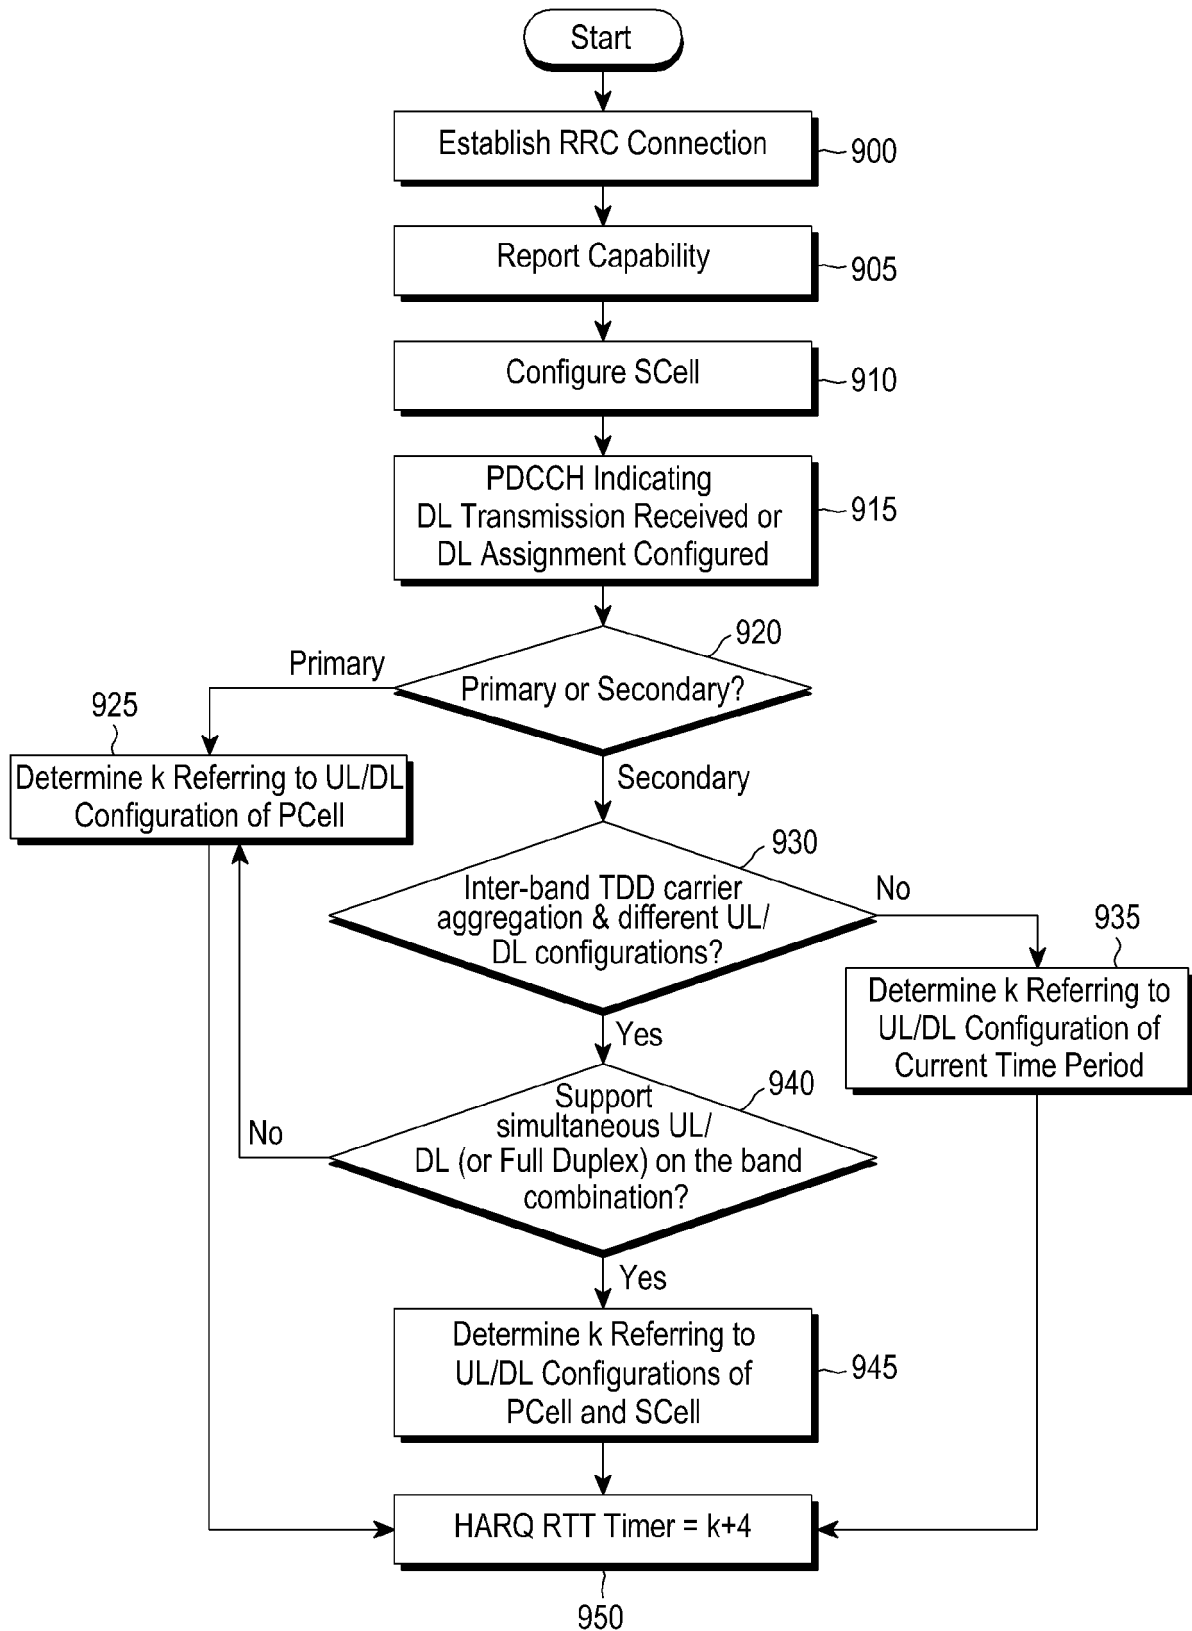 Start
Establish RRC Connection
900
Report Capability
905
Configure SCell
910
PDCCH Indicating
DL Transmission Received or
DL Assignment Configured
915
920
Primary or Secondary?
Primary
925
Determine k Referring to UL/DL
Configuration of PCell
Secondary
930
Inter-band TDD carrier
aggregation & different UL/
DL configurations?
No
935
Determine k Referring to
UL/DL Configuration of
Current Time Period
Yes
940
Support
simultaneous UL/
DL (or Full Duplex) on the band
combination?
No
Yes
Determine k Referring to
UL/DL Configurations of
PCell and SCell
945
HARQ RTT Timer = k+4
950